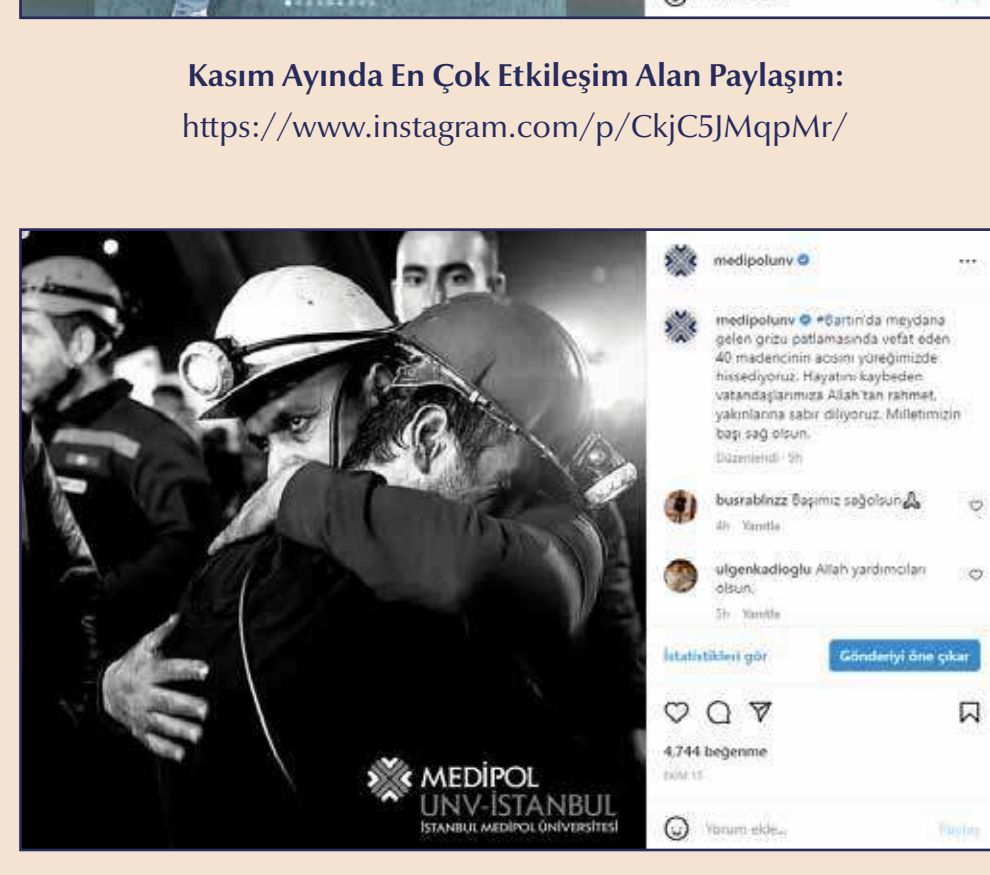 Kasım Ayında En Çok Etkileşim Alan Paylaşım:
https://www.instagram.com/p/CkjC5JMqpMr/
medipolunv
medipolunv #Bartın'da meydana
gelen grizu patlamasında vefat eden
40 madencinin acısını yüreğimizde
hissediyoruz. Hayatını kaybeden
vatandaşlarımıza Allah'tan rahmet,
yakınlarına sabır diliyoruz. Milletimizin
başı sağ olsun.
Düzenlendi · 5h
busrablnzz Başımız sağolsun🙏
4h Yanıtla
ulgenkadioglu Allah yardımcıları
olsun.
5h Yanıtla
İstatistikleri gör Gönderiyi öne çıkar
4,744 beğenme
EKİM 15
Yorum ekle... Paylaş
MEDİPOL
UNV-İSTANBUL
İSTANBUL MEDİPOL ÜNİVERSİTESİ